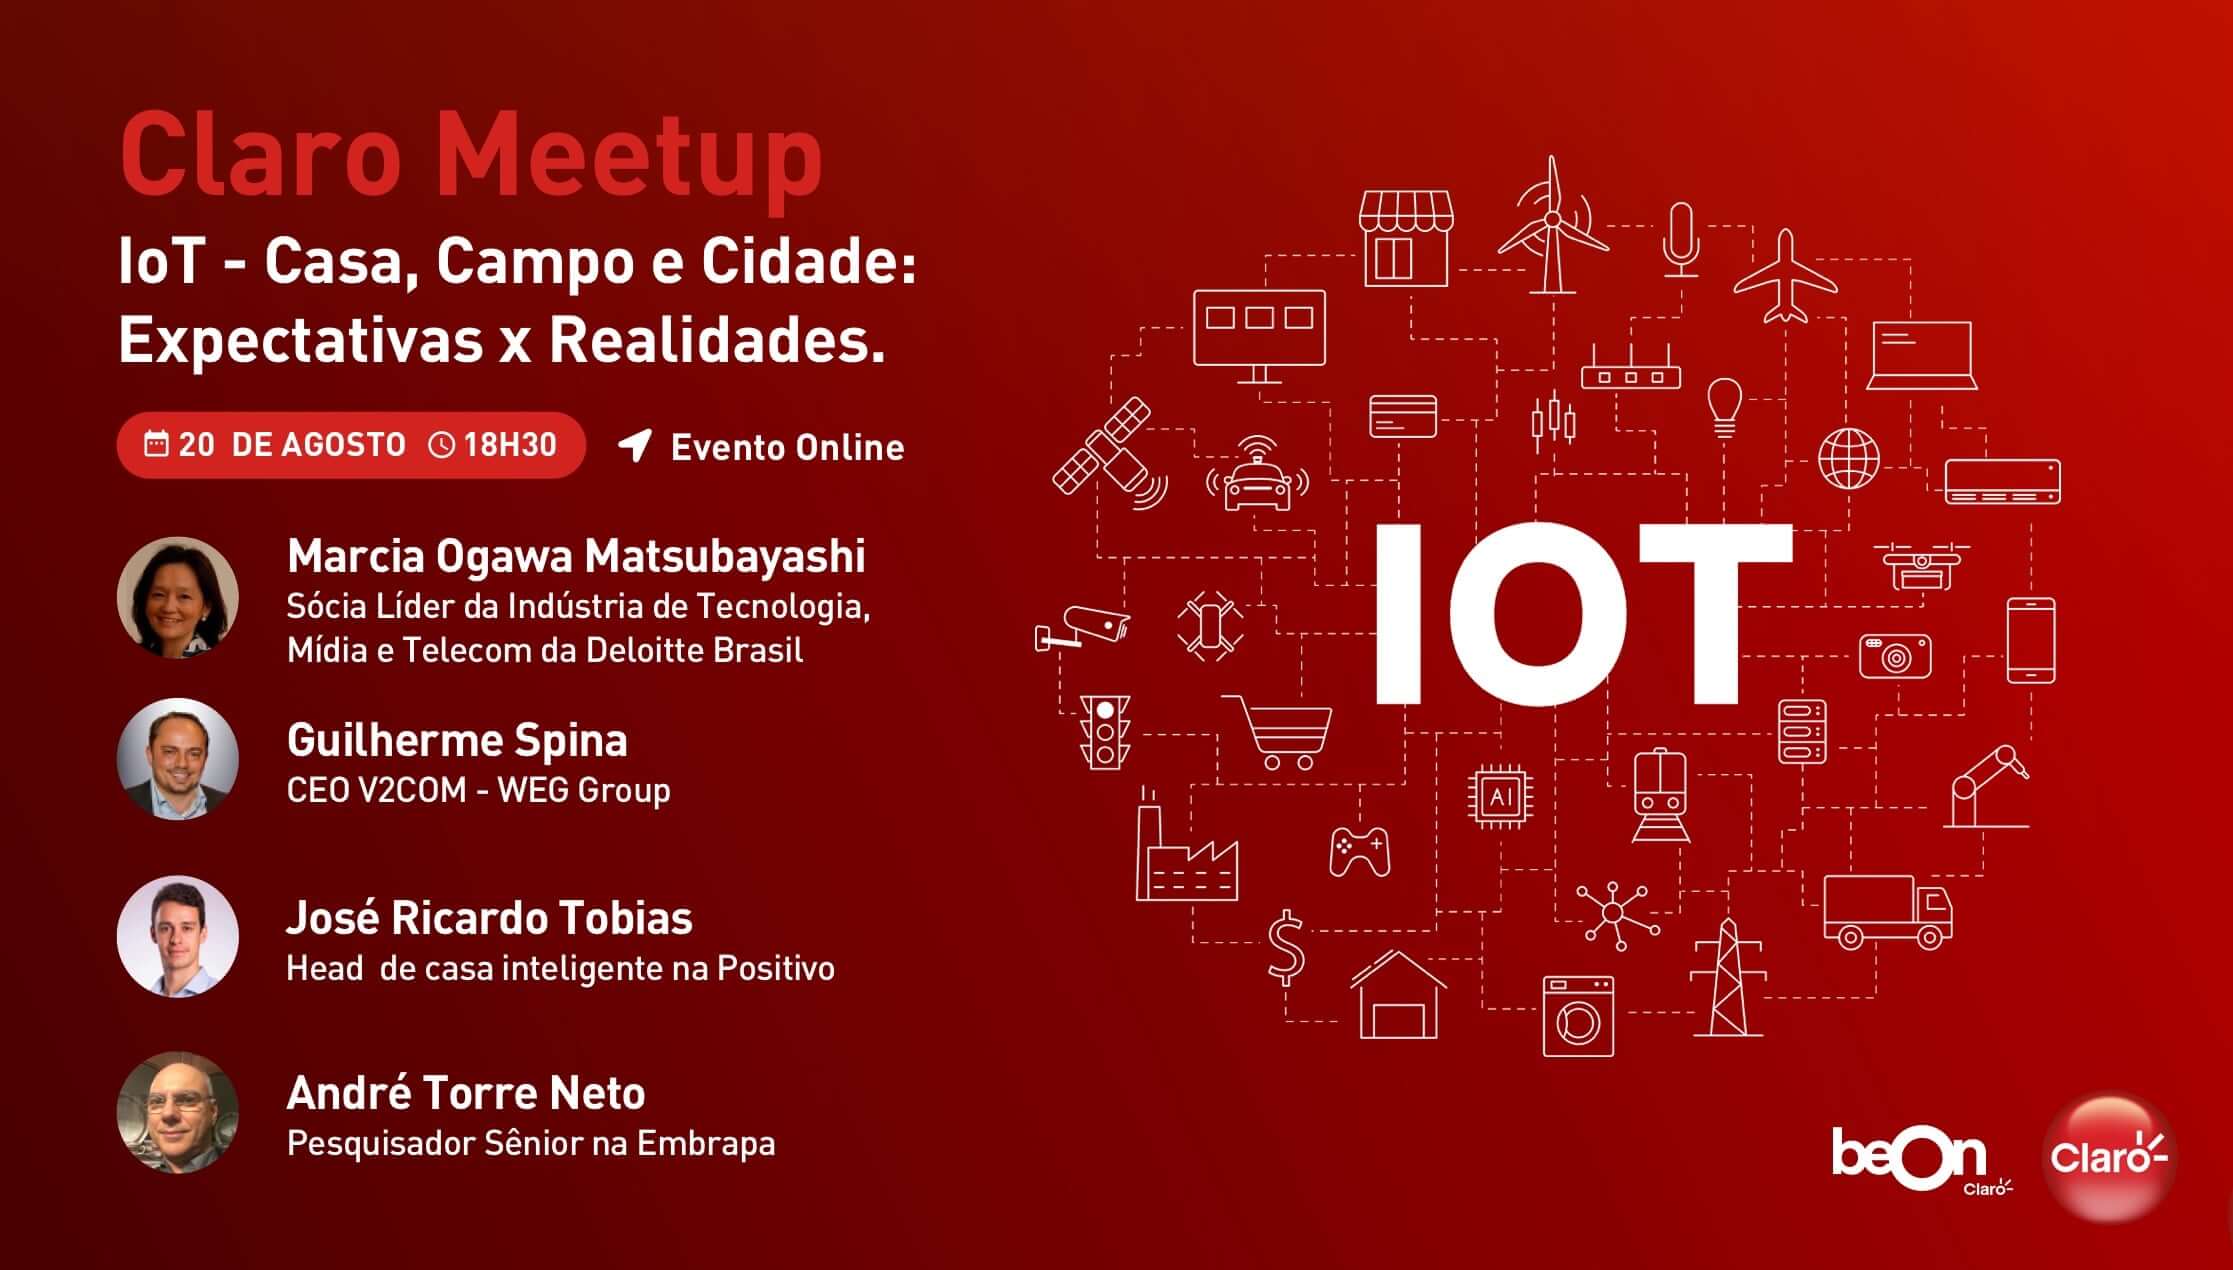 Claro Meetup
IoT - Casa, Campo e Cidade:
Expectativas x Realidades.
20 DE AGOSTO 18H30 Evento Online
Marcia Ogawa Matsubayashi
Sócia Líder da Indústria de Tecnologia,
Mídia e Telecom da Deloitte Brasil
Guilherme Spina
CEO V2COM - WEG Group
José Ricardo Tobias
Head de casa inteligente na Positivo
André Torre Neto
Pesquisador Sênior na Embrapa
IOT
AI
$
beOn
Claro
Claro